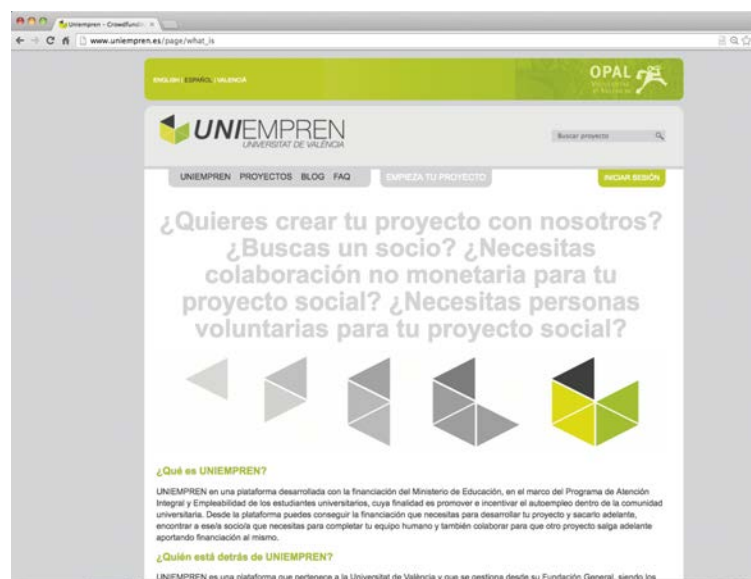 Uniempren - Crowdfundi
www.uniempren.es/page/what_is
ENGLISH | ESPAÑOL | VALENCIÀ
OPAL
UNIEMPREN
UNIVERSITAT DE VALÈNCIA
Buscar proyecto
UNIEMPREN PROYECTOS BLOG FAQ EMPIEZA TU PROYECTO INICIAR SESIÓN
¿Quieres crear tu proyecto con nosotros?
¿Buscas un socio? ¿Necesitas
colaboración no monetaria para tu
proyecto social? ¿Necesitas personas
voluntarias para tu proyecto social?
¿Qué es UNIEMPREN?
UNIEMPREN en una plataforma desarrollada con la financiación del Ministerio de Educación, en el marco del Programa de Atención
Integral y Empleabilidad de los estudiantes universitarios, cuya finalidad es promover e incentivar el autoempleo dentro de la comunidad
universitaria. Desde la plataforma puedes conseguir la financiación que necesitas para desarrollar tu proyecto y sacarlo adelante,
encontrar a ese/a socio/a que necesitas para completar tu equipo humano y también colaborar para que otro proyecto salga adelante
aportando financiación al mismo.
¿Quién está detrás de UNIEMPREN?
UNIEMPREN es una plataforma que pertenece a la Universitat de València y que se gestiona desde su Fundación General, siendo los